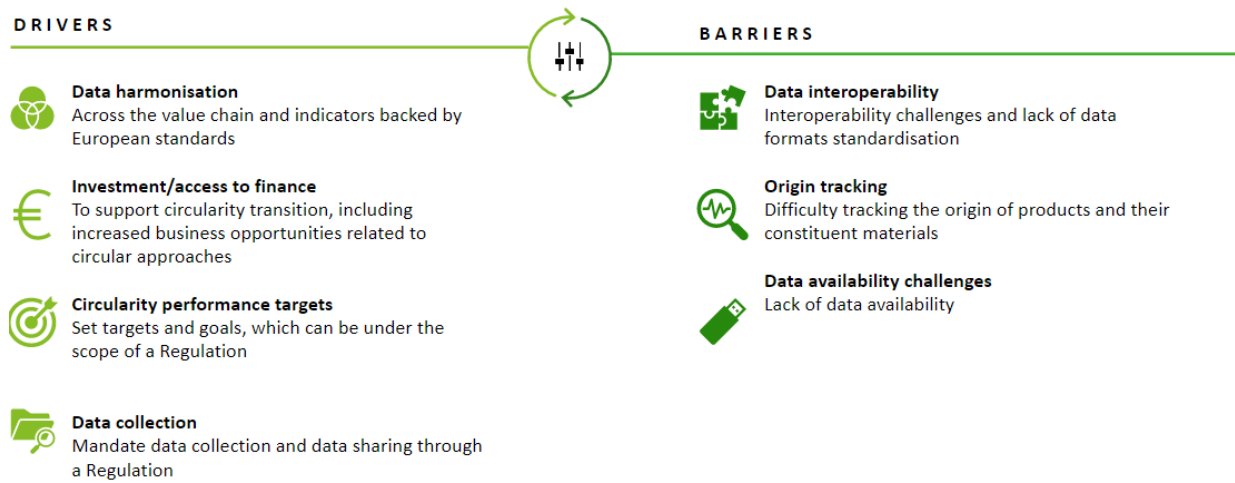 DRIVERS
Data harmonisation
Across the value chain and indicators backed by
European standards
Investment/access to finance
To support circularity transition, including
increased business opportunities related to
circular approaches
Circularity performance targets
Set targets and goals, which can be under the
scope of a Regulation
Data collection
Mandate data collection and data sharing through
a Regulation
BARRIERS
Data interoperability
Interoperability challenges and lack of data
formats standardisation
Origin tracking
Difficulty tracking the origin of products and their
constituent materials
Data availability challenges
Lack of data availability